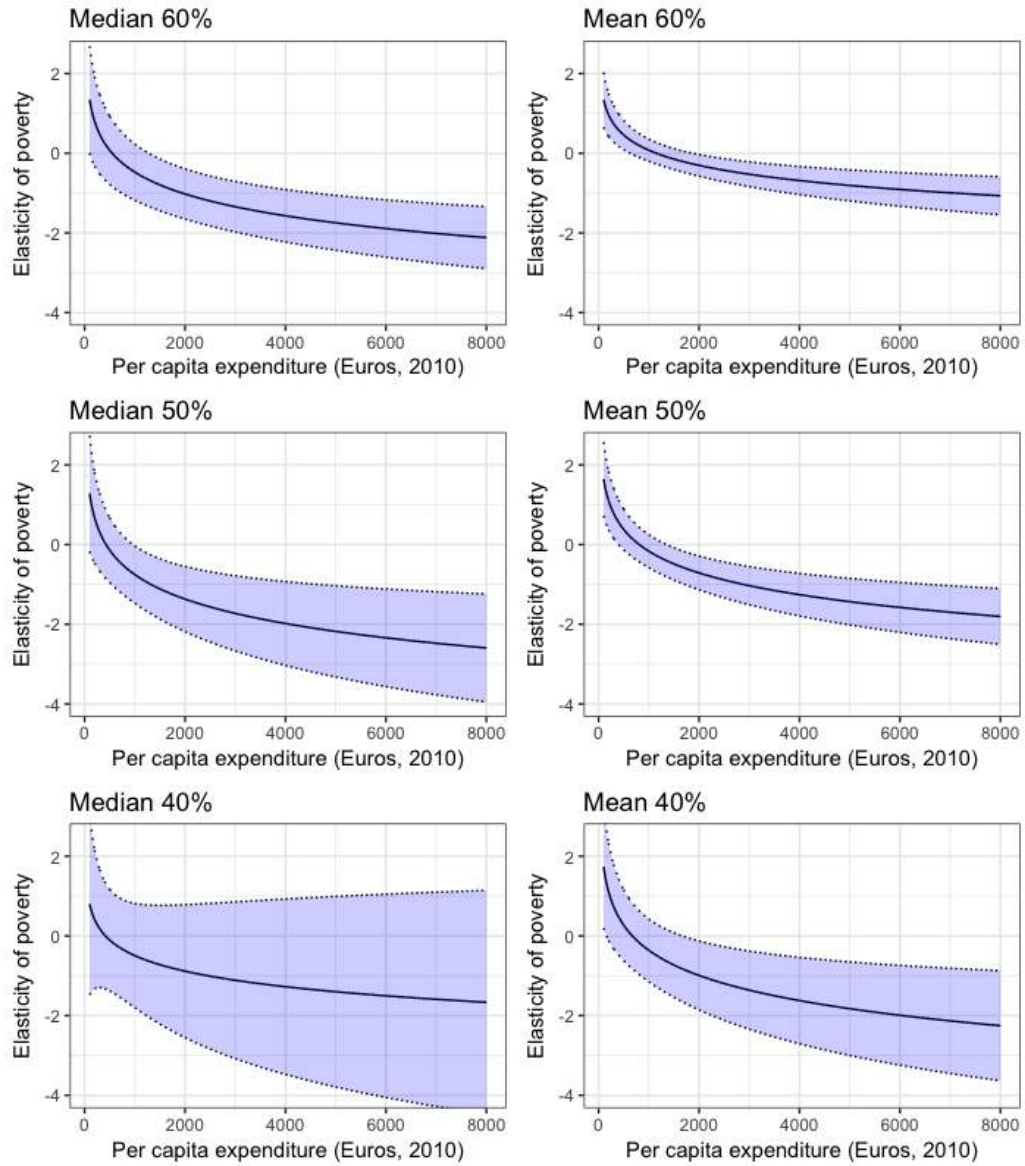 Median 60%
Mean 60%
Elasticity of poverty
2
0
-2
-4
0 2000 4000 6000 8000
Per capita expenditure (Euros, 2010)
Elasticity of poverty
2
0
-2
-4
0 2000 4000 6000 8000
Per capita expenditure (Euros, 2010)
Median 50%
Mean 50%
Elasticity of poverty
2
0
-2
-4
0 2000 4000 6000 8000
Per capita expenditure (Euros, 2010)
Elasticity of poverty
2
0
-2
-4
0 2000 4000 6000 8000
Per capita expenditure (Euros, 2010)
Median 40%
Mean 40%
Elasticity of poverty
2
0
-2
-4
0 2000 4000 6000 8000
Per capita expenditure (Euros, 2010)
Elasticity of poverty
2
0
-2
-4
0 2000 4000 6000 8000
Per capita expenditure (Euros, 2010)